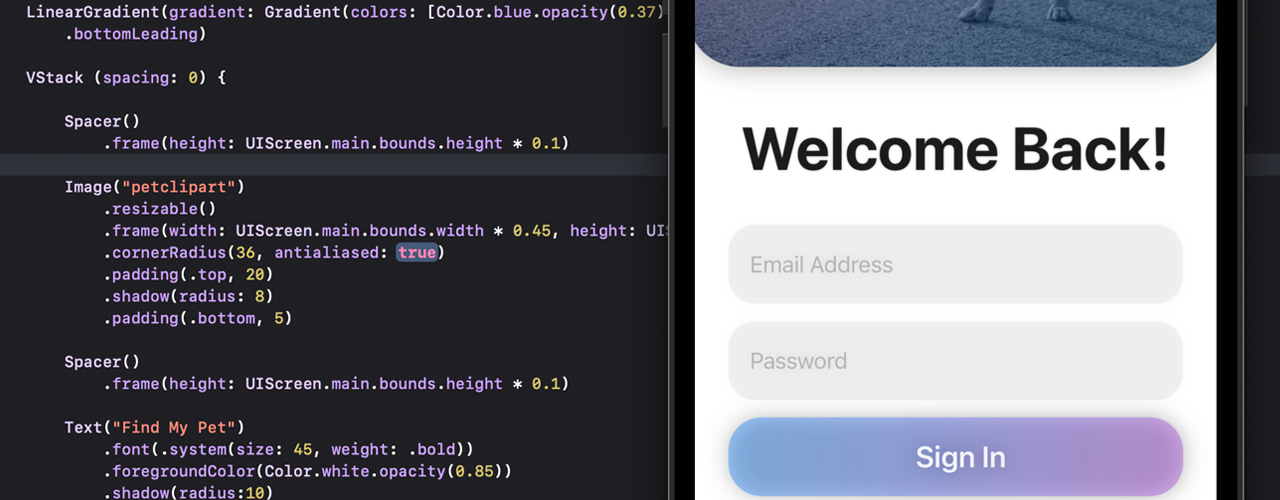 LinearGradient(gradient: Gradient(colors: [Color.blue.opacity(0.37)
.bottomLeading)
VStack (spacing: 0) {
Spacer()
.frame(height: UIScreen.main.bounds.height * 0.1)
Image("petclipart")
.resizable()
.frame(width: UIScreen.main.bounds.width * 0.45, height: UIS
.cornerRadius(36, antialiased: true)
.padding(.top, 20)
.shadow(radius: 8)
.padding(.bottom, 5)
Spacer()
.frame(height: UIScreen.main.bounds.height * 0.1)
Text("Find My Pet")
.font(.system(size: 45, weight: .bold))
.foregroundColor(Color.white.opacity(0.85))
.shadow(radius:10)
Welcome Back!
Email Address
Password
Sign In